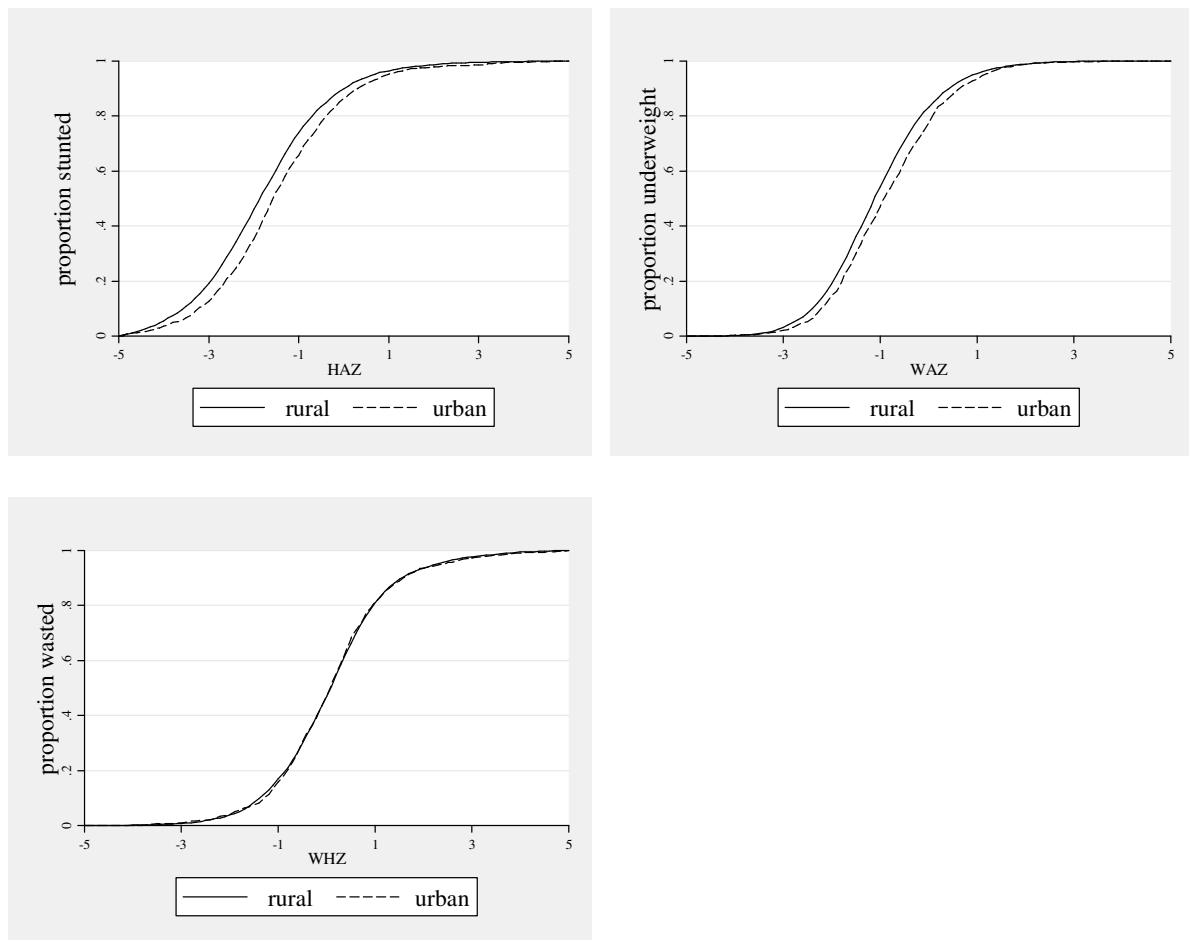 proportion stunted
1
.8
.6
.4
.2
0
-5 -3 -1 1 3 5
HAZ
rural urban
proportion underweight
1
.8
.6
.4
.2
0
-5 -3 -1 1 3 5
WAZ
rural urban
proportion wasted
1
.8
.6
.4
.2
0
-5 -3 -1 1 3 5
WHZ
rural urban